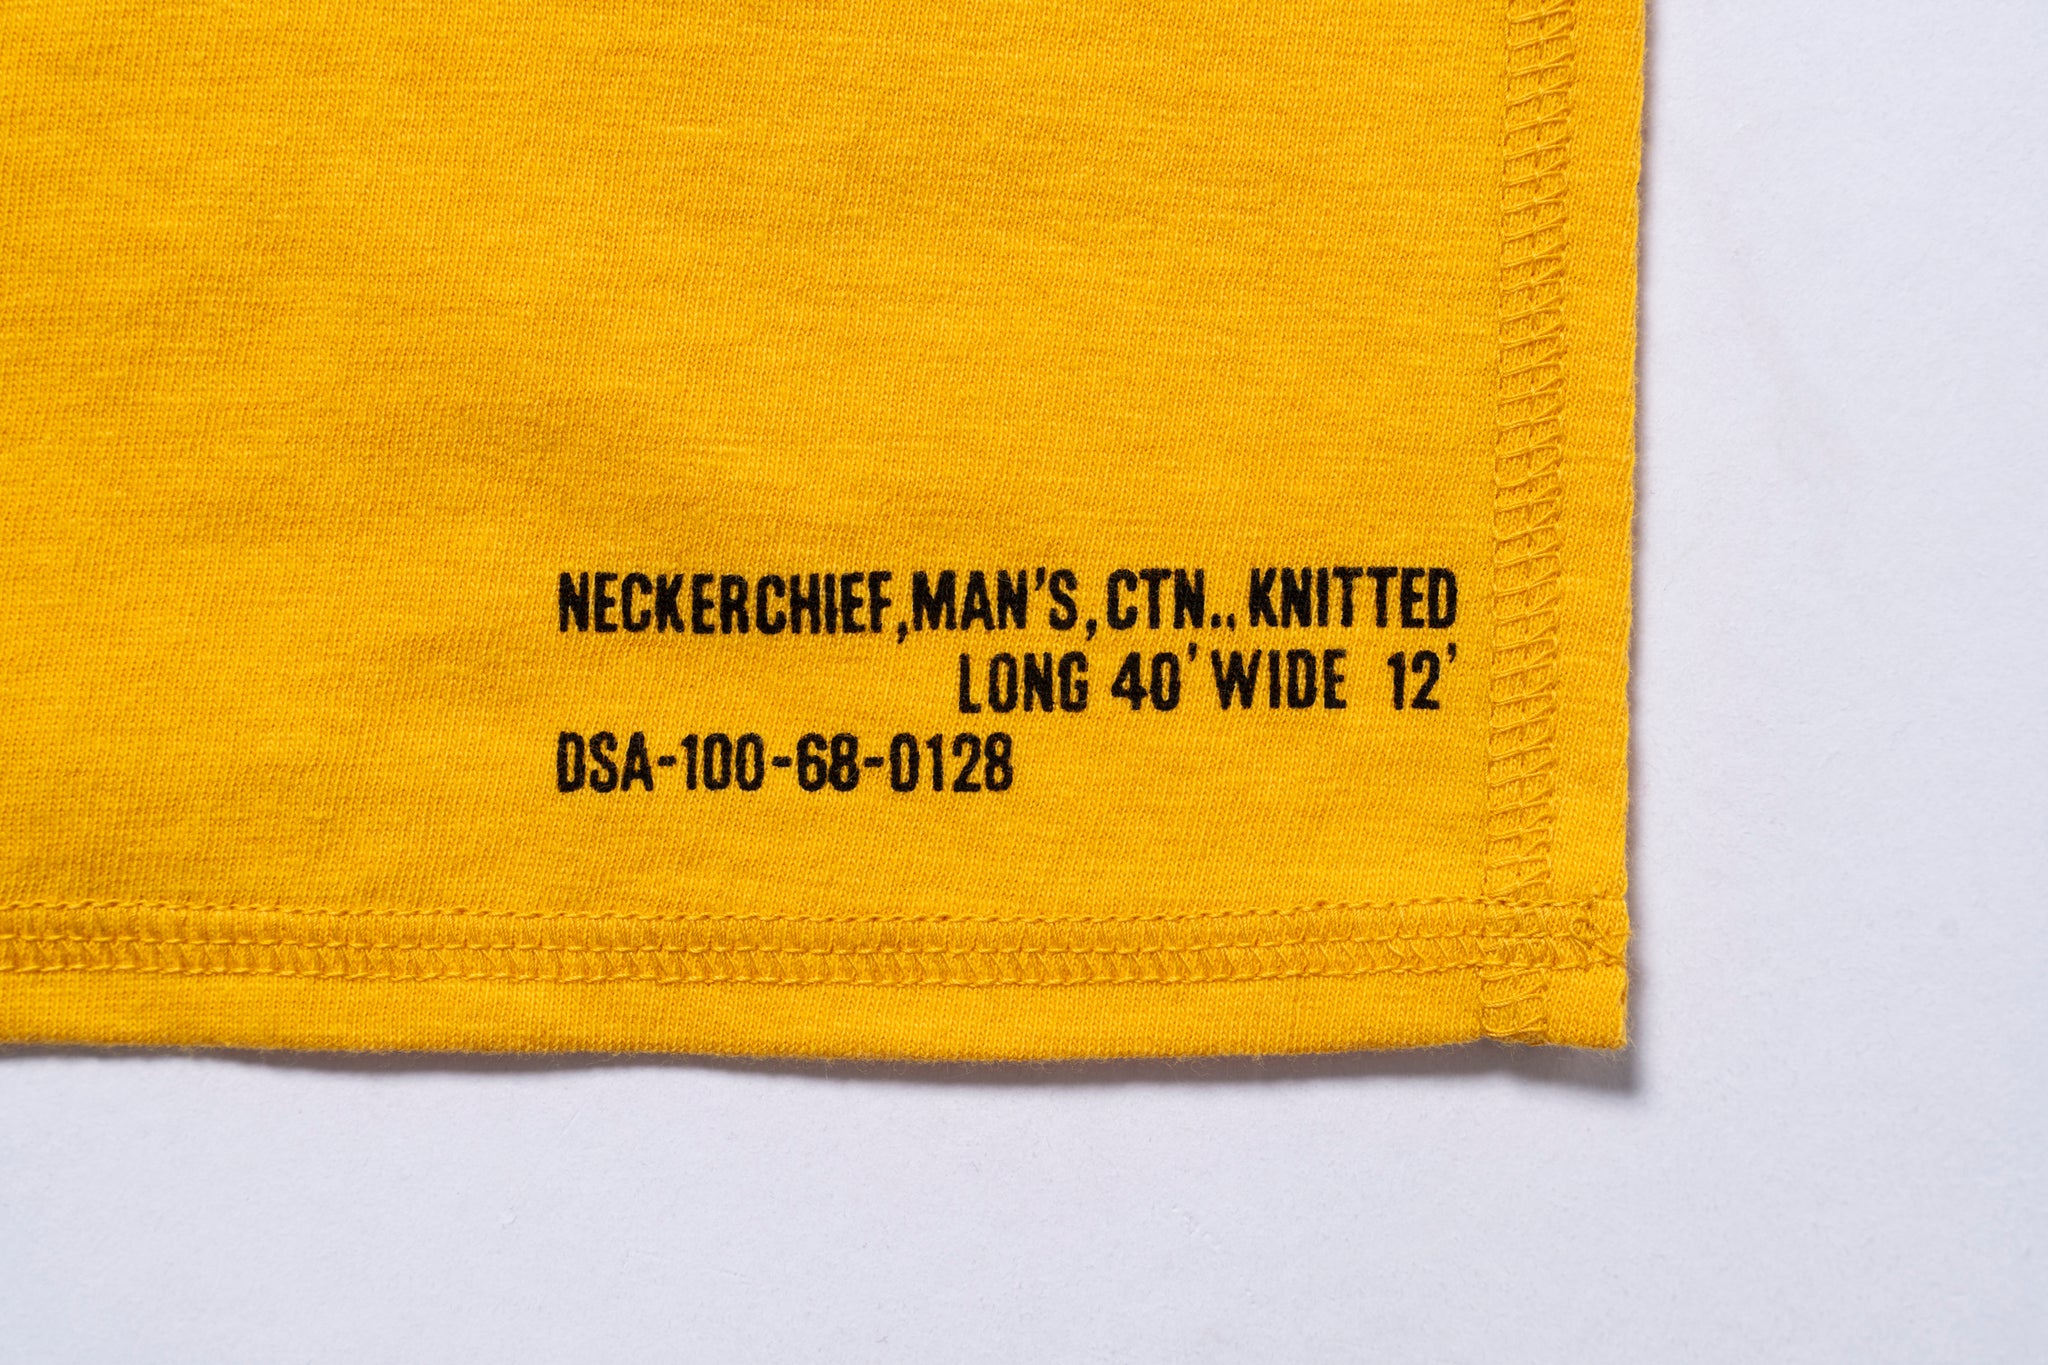 NECKERCHIEF,MAN'S,CTN.,KNITTED
LONG 40' WIDE 12'
DSA-100-68-0128